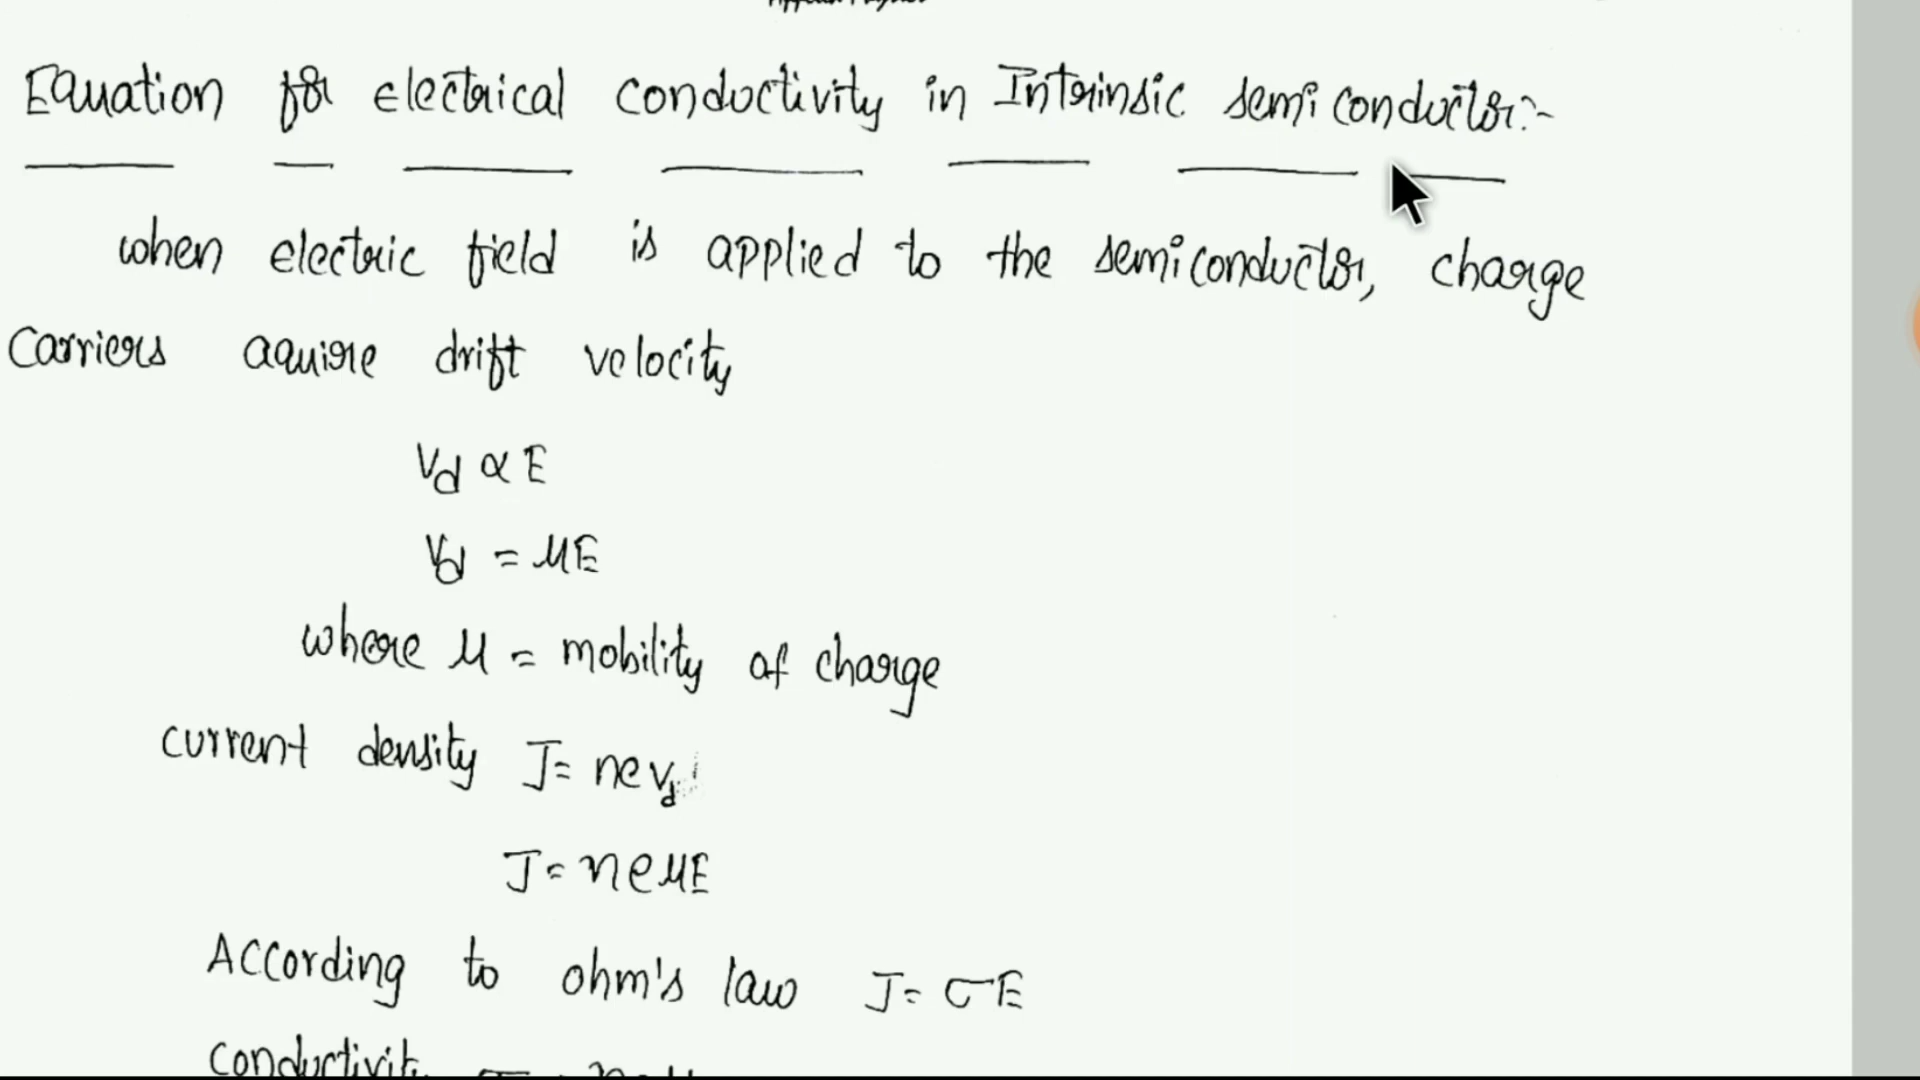 Equation for electrical conductivity in Intrinsic semiconductor:-
when electric field is applied to the semiconductor, charge
Carriers aquire drift velocity
Vd ∝ E
Vd = μE
where μ = mobility of charge
current density J = nevd
J = neμE
According to ohm's law J = σE